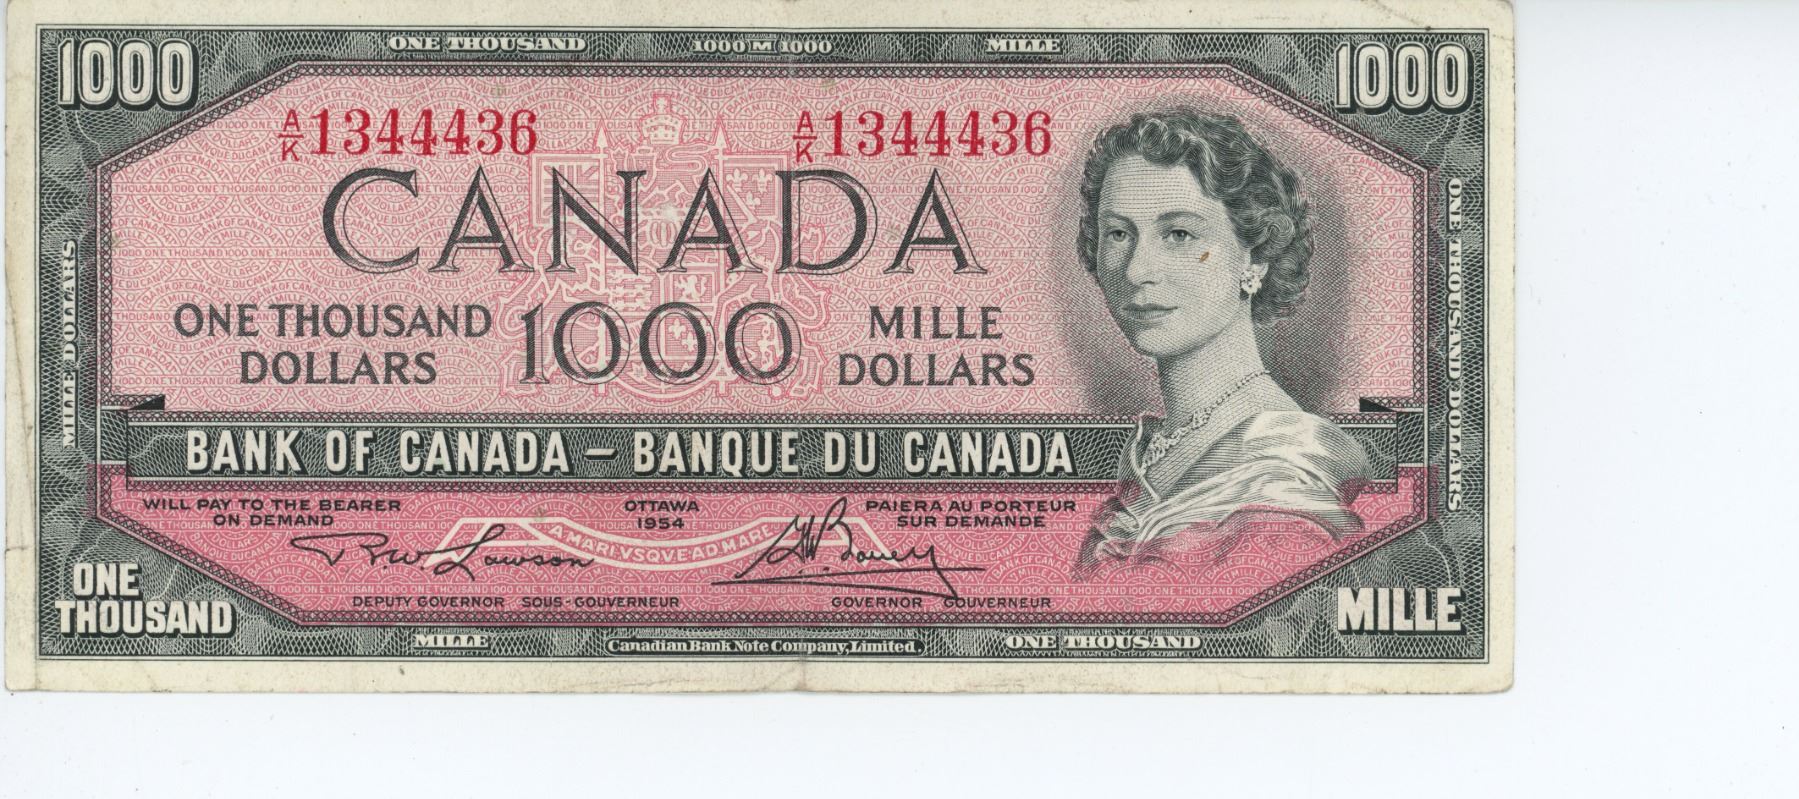 ONE THOUSAND 1000 M 1000 MILLE
1000 1000
A/K 1344436 A/K 1344436
CANADA
ONE THOUSAND DOLLARS 1000 MILLE DOLLARS
MILLE DOLLARS
ONE THOUSAND DOLLARS
BANK OF CANADA – BANQUE DU CANADA
WILL PAY TO THE BEARER ON DEMAND
OTTAWA
1954
PAIERA AU PORTEUR SUR DEMANDE
A·MARI·VSQVE·AD·MARE
R.W. Lawson
G.K. Bouey
DEPUTY GOVERNOR SOUS-GOUVERNEUR
GOVERNOR GOUVERNEUR
ONE THOUSAND
MILLE
MILLE Canadian Bank Note Company, Limited. ONE THOUSAND